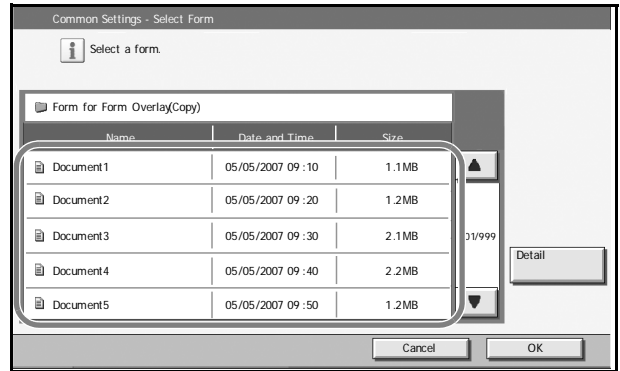 Common Settings - Select Form
Select a form.
Form for Form Overlay(Copy)
Name Date and Time Size
Document1 05/05/2007 09:10 1.1MB
Document2 05/05/2007 09:20 1.2MB
Document3 05/05/2007 09:30 2.1MB
01/999
Detail
Document4 05/05/2007 09:40 2.2MB
Document5 05/05/2007 09:50 1.2MB
Cancel OK